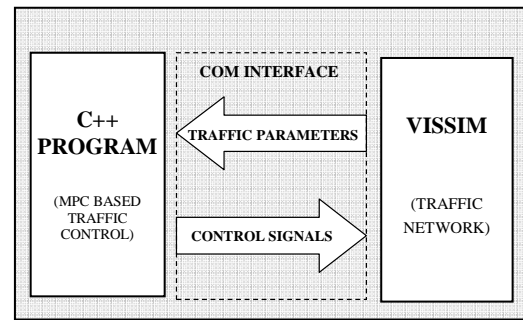 C++
PROGRAM
(MPC BASED
TRAFFIC
CONTROL)
COM INTERFACE
TRAFFIC PARAMETERS
CONTROL SIGNALS
VISSIM
(TRAFFIC
NETWORK)